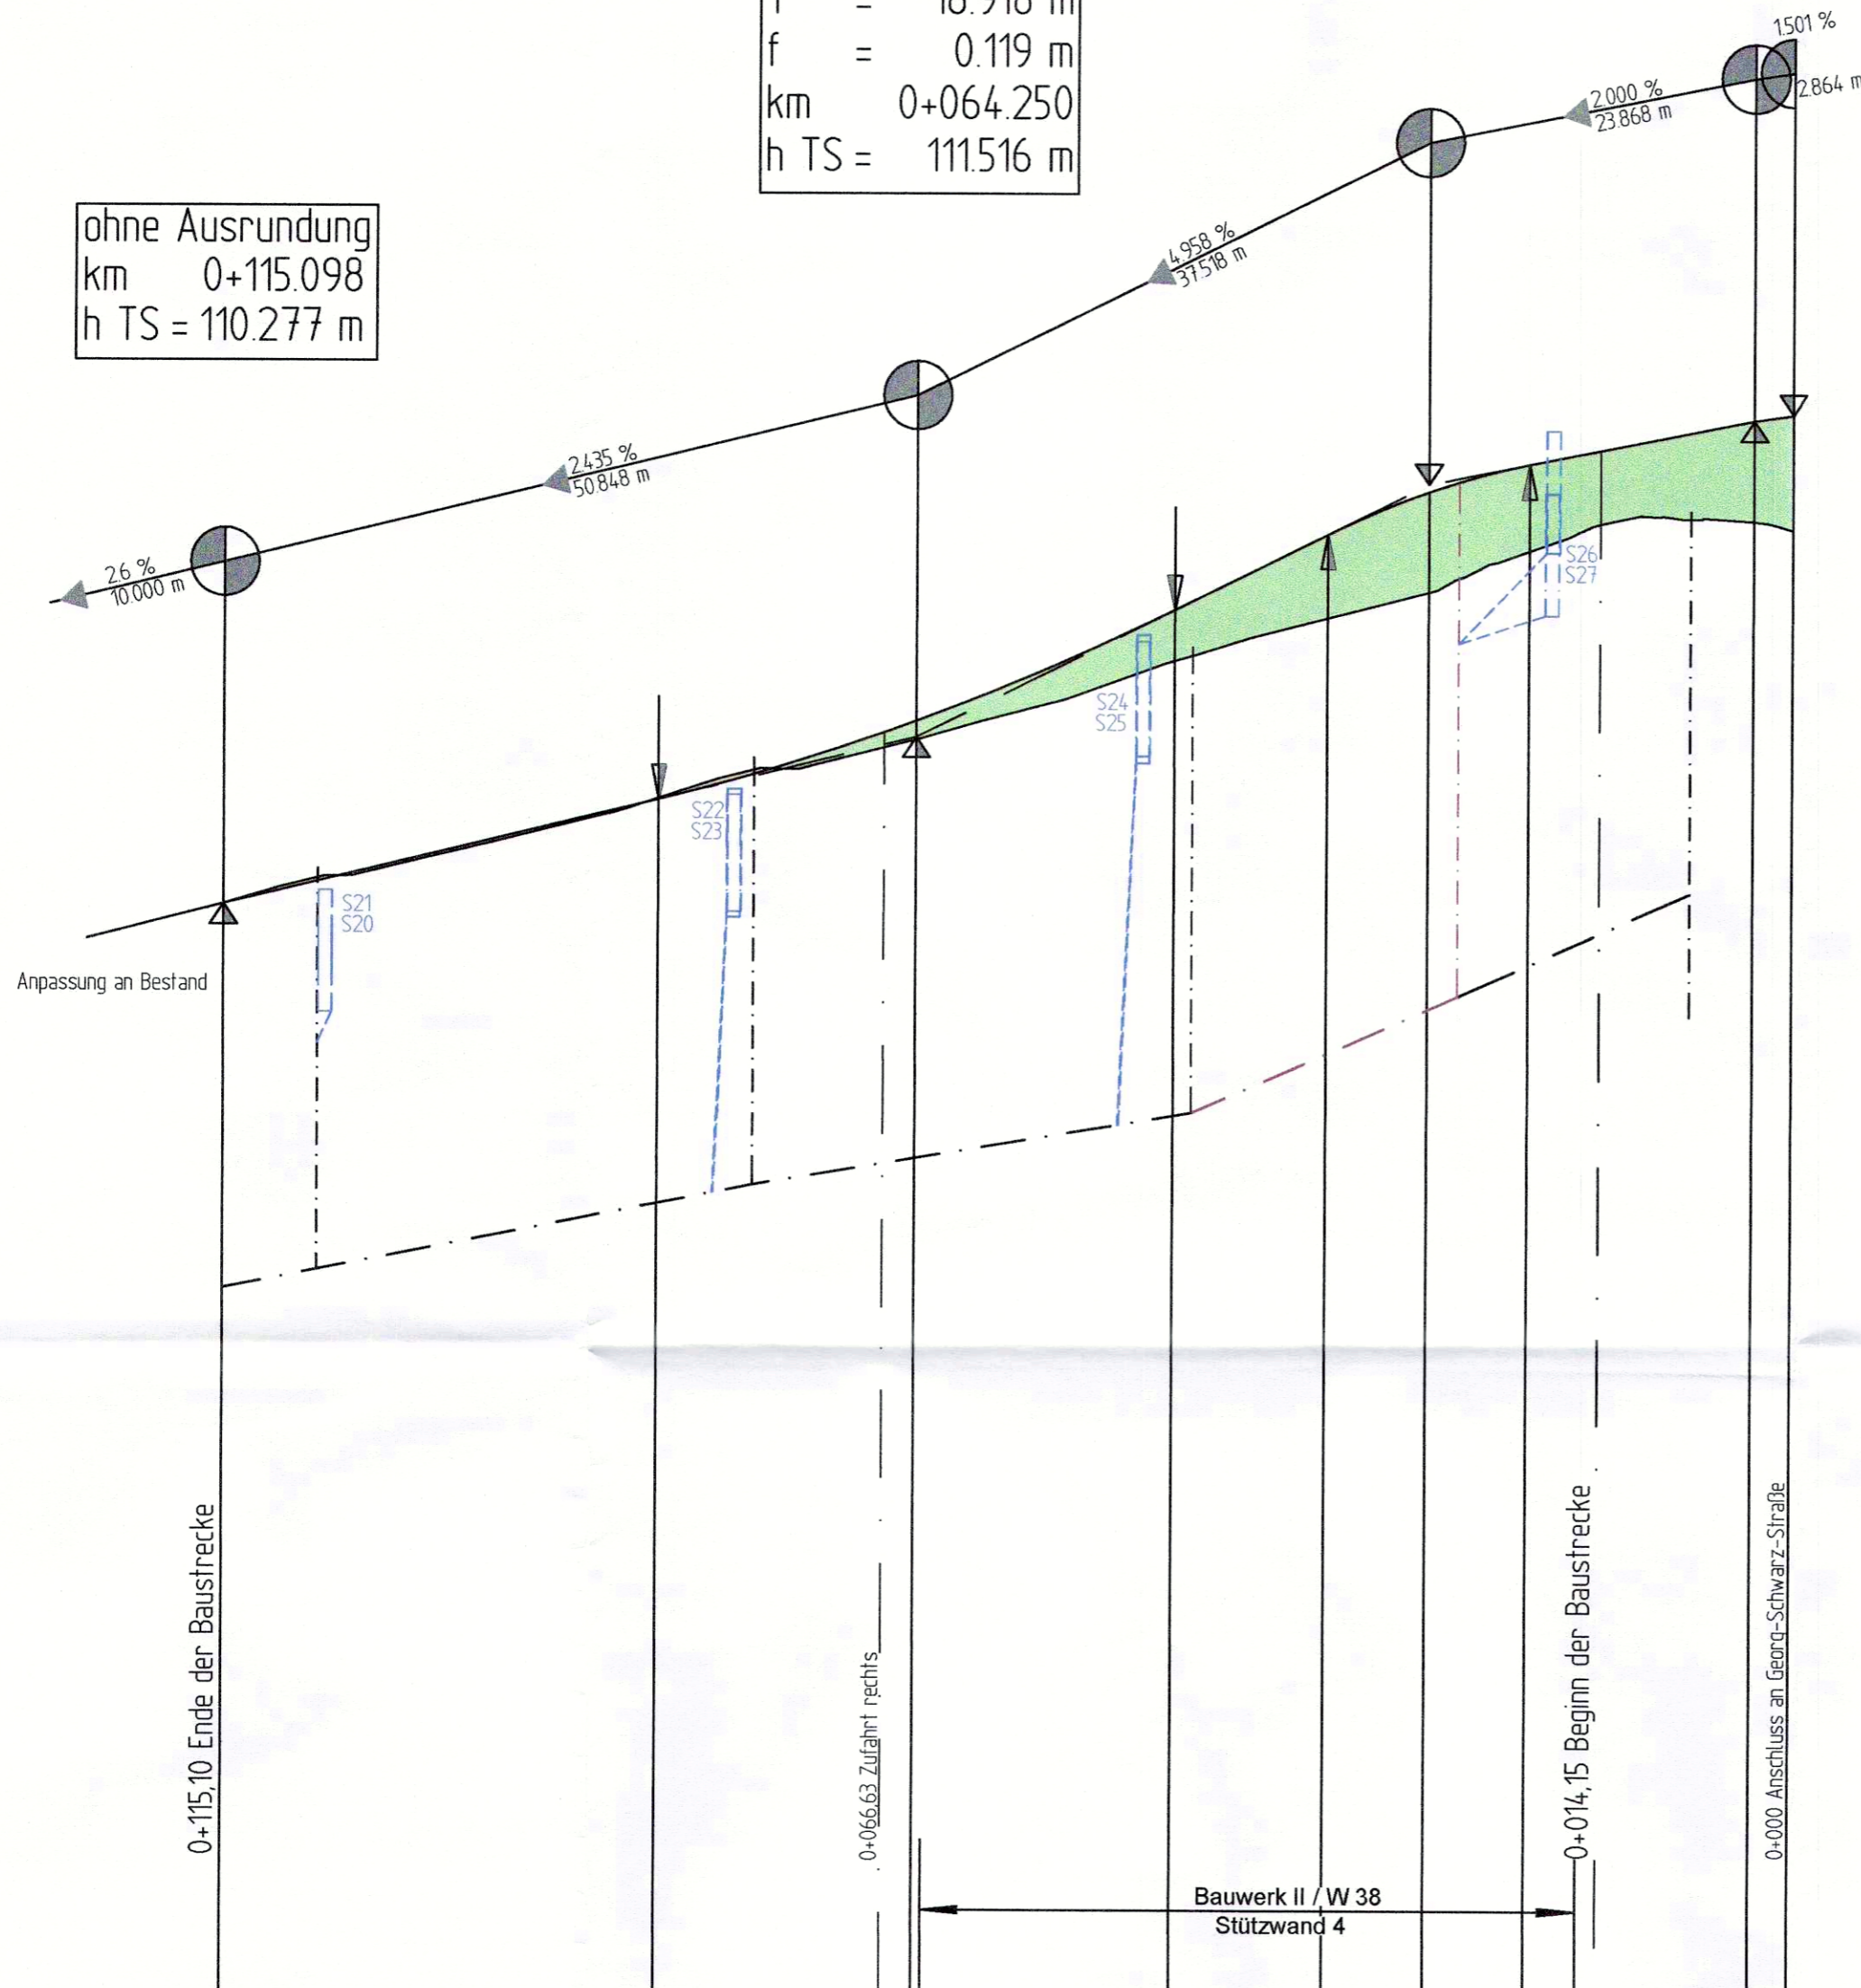 1.501 %
2.864 m
2.000 %
23.868 m
f = 0.119 m
km 0+064.250
h TS = 111.516 m
ohne Ausrundung
km 0+115.098
h TS = 110.277 m
4.958 %
37.518 m
2.435 %
50.848 m
2.6 %
10.000 m
S26
S27
S24
S25
S22
S23
S21
S20
Anpassung an Bestand
0+115,10 Ende der Baustrecke
0+066,63 Zufahrt rechts
0+014,15 Beginn der Baustrecke
0+000 Anschluss an Georg-Schwarz-Straße
Bauwerk II / W 38
Stützwand 4